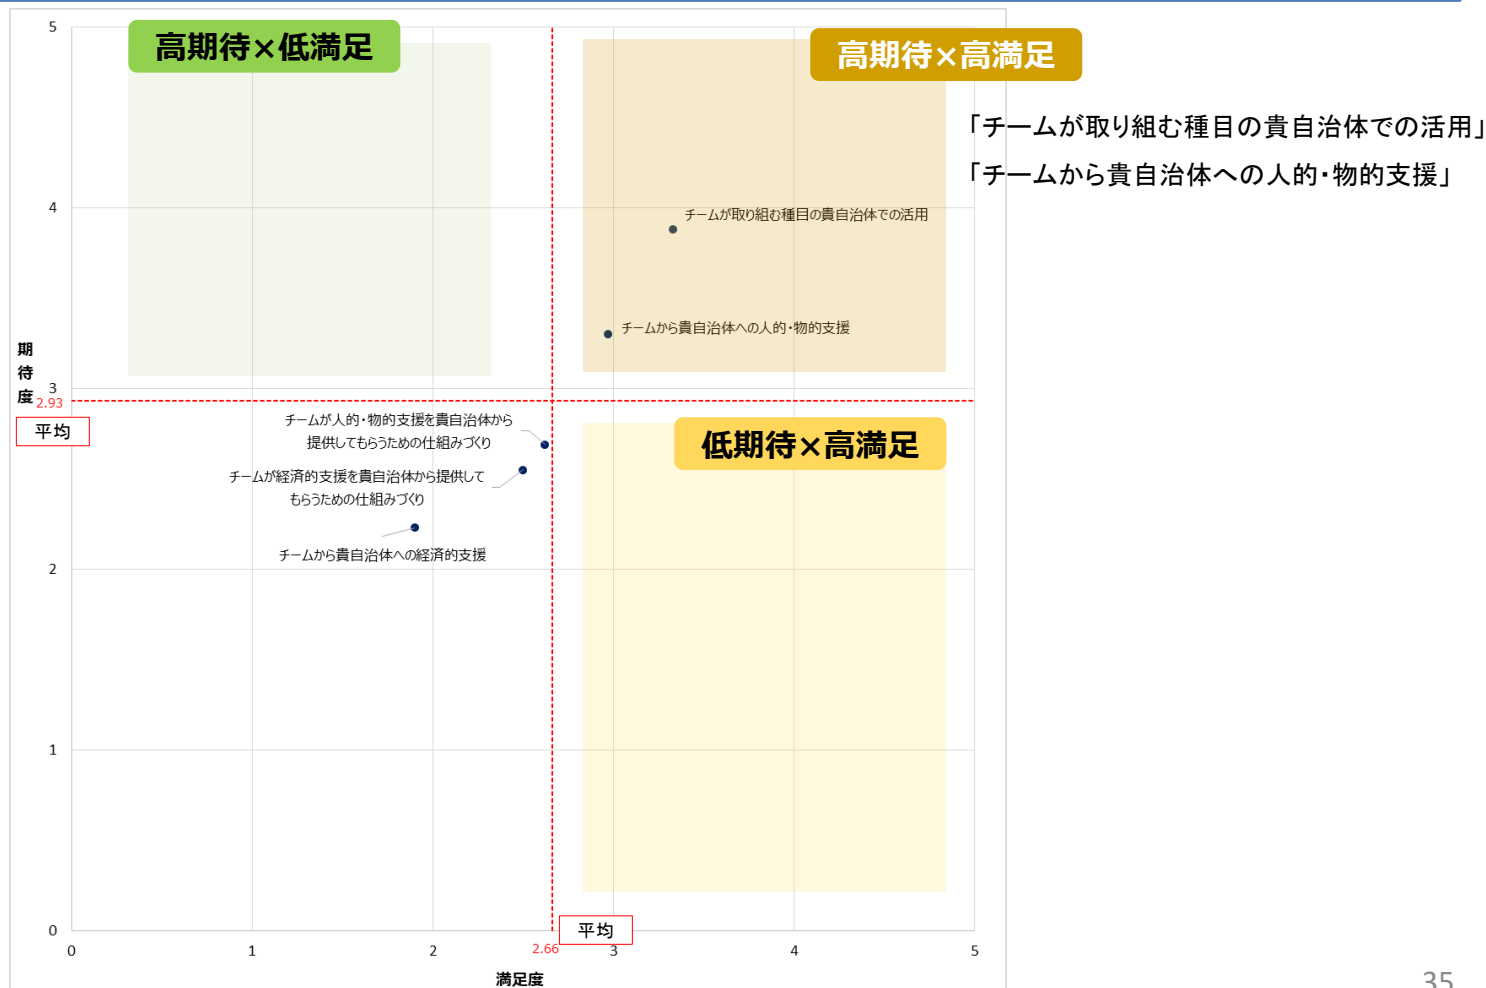 高期待×低満足
高期待×高満足
「チームが取り組む種目の貴自治体での活用」
「チームから貴自治体への人的・物的支援」
5
4
3
2
1
0
期待度
2.93
平均
チームが取り組む種目の貴自治体での活用
チームから貴自治体への人的・物的支援
チームが人的・物的支援を貴自治体から
提供してもらうための仕組みづくり
チームが経済的支援を貴自治体から提供して
もらうための仕組みづくり
チームから貴自治体への経済的支援
低期待×高満足
平均
0
1
2
2.66
3
4
5
満足度
35